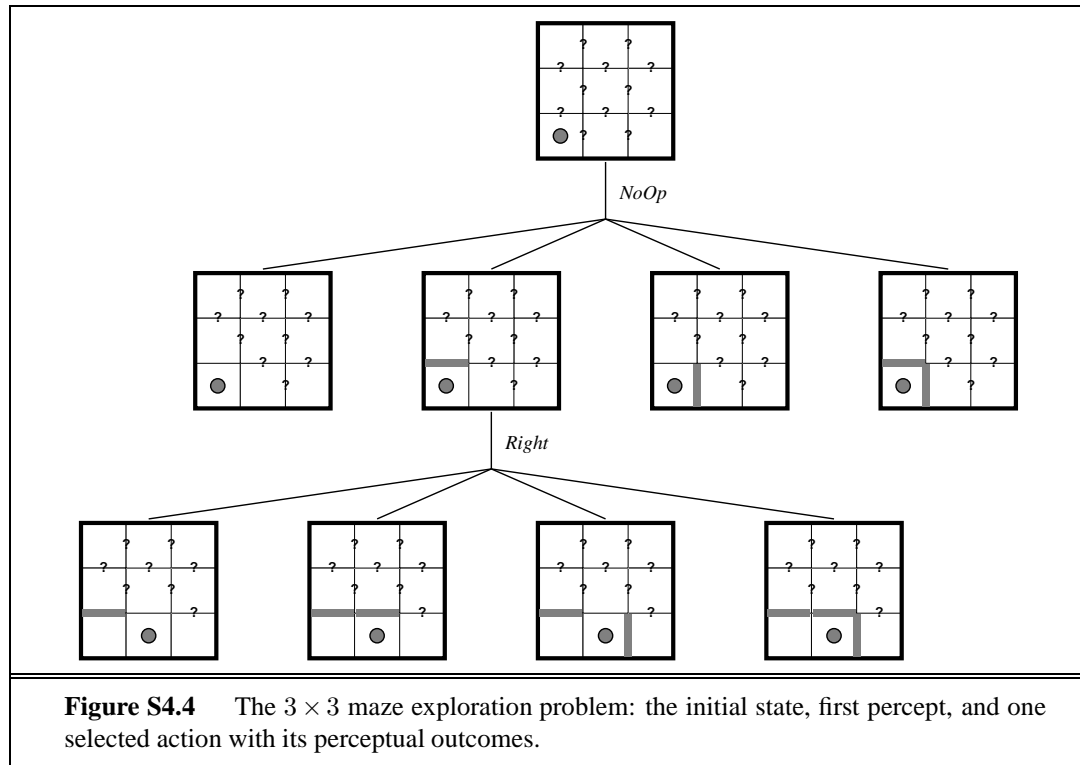 ? ?
? ? ?
? ?
? ? ?
? ?
NoOp
? ? ? ? ? ? ? ?
? ? ? ? ? ? ? ? ? ? ? ?
? ? ? ? ? ? ? ?
? ? ? ? ? ? ? ?
? ? ? ?
Right
? ? ? ? ? ? ? ?
? ? ? ? ? ? ? ? ? ? ? ?
? ? ? ? ? ? ? ?
? ? ? ?
Figure S4.4 The 3 × 3 maze exploration problem: the initial state, first percept, and one
selected action with its perceptual outcomes.